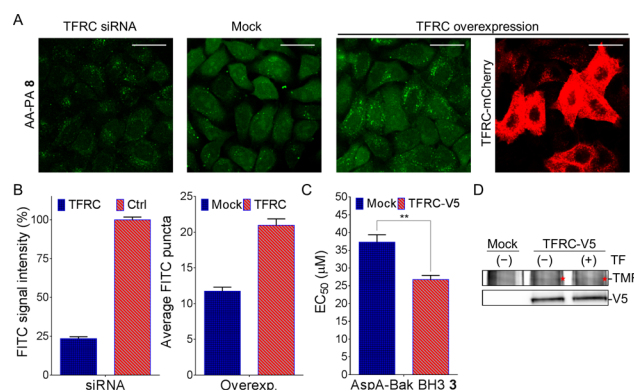 A
TFRC siRNA
Mock
TFRC overexpression
AA-PA 8
TFRC-mCherry
B
TFRC
Ctrl
FITC signal intensity (%)
100
75
50
25
0
siRNA
Mock
TFRC
Average FITC puncta
25
20
15
10
5
0
Overexp.
C
Mock
TFRC-V5
**
EC50 (μM)
45
40
35
30
25
20
15
10
5
0
AspA-Bak BH3 3
D
Mock
TFRC-V5
(−)
(−)
(+)
TF
-V5